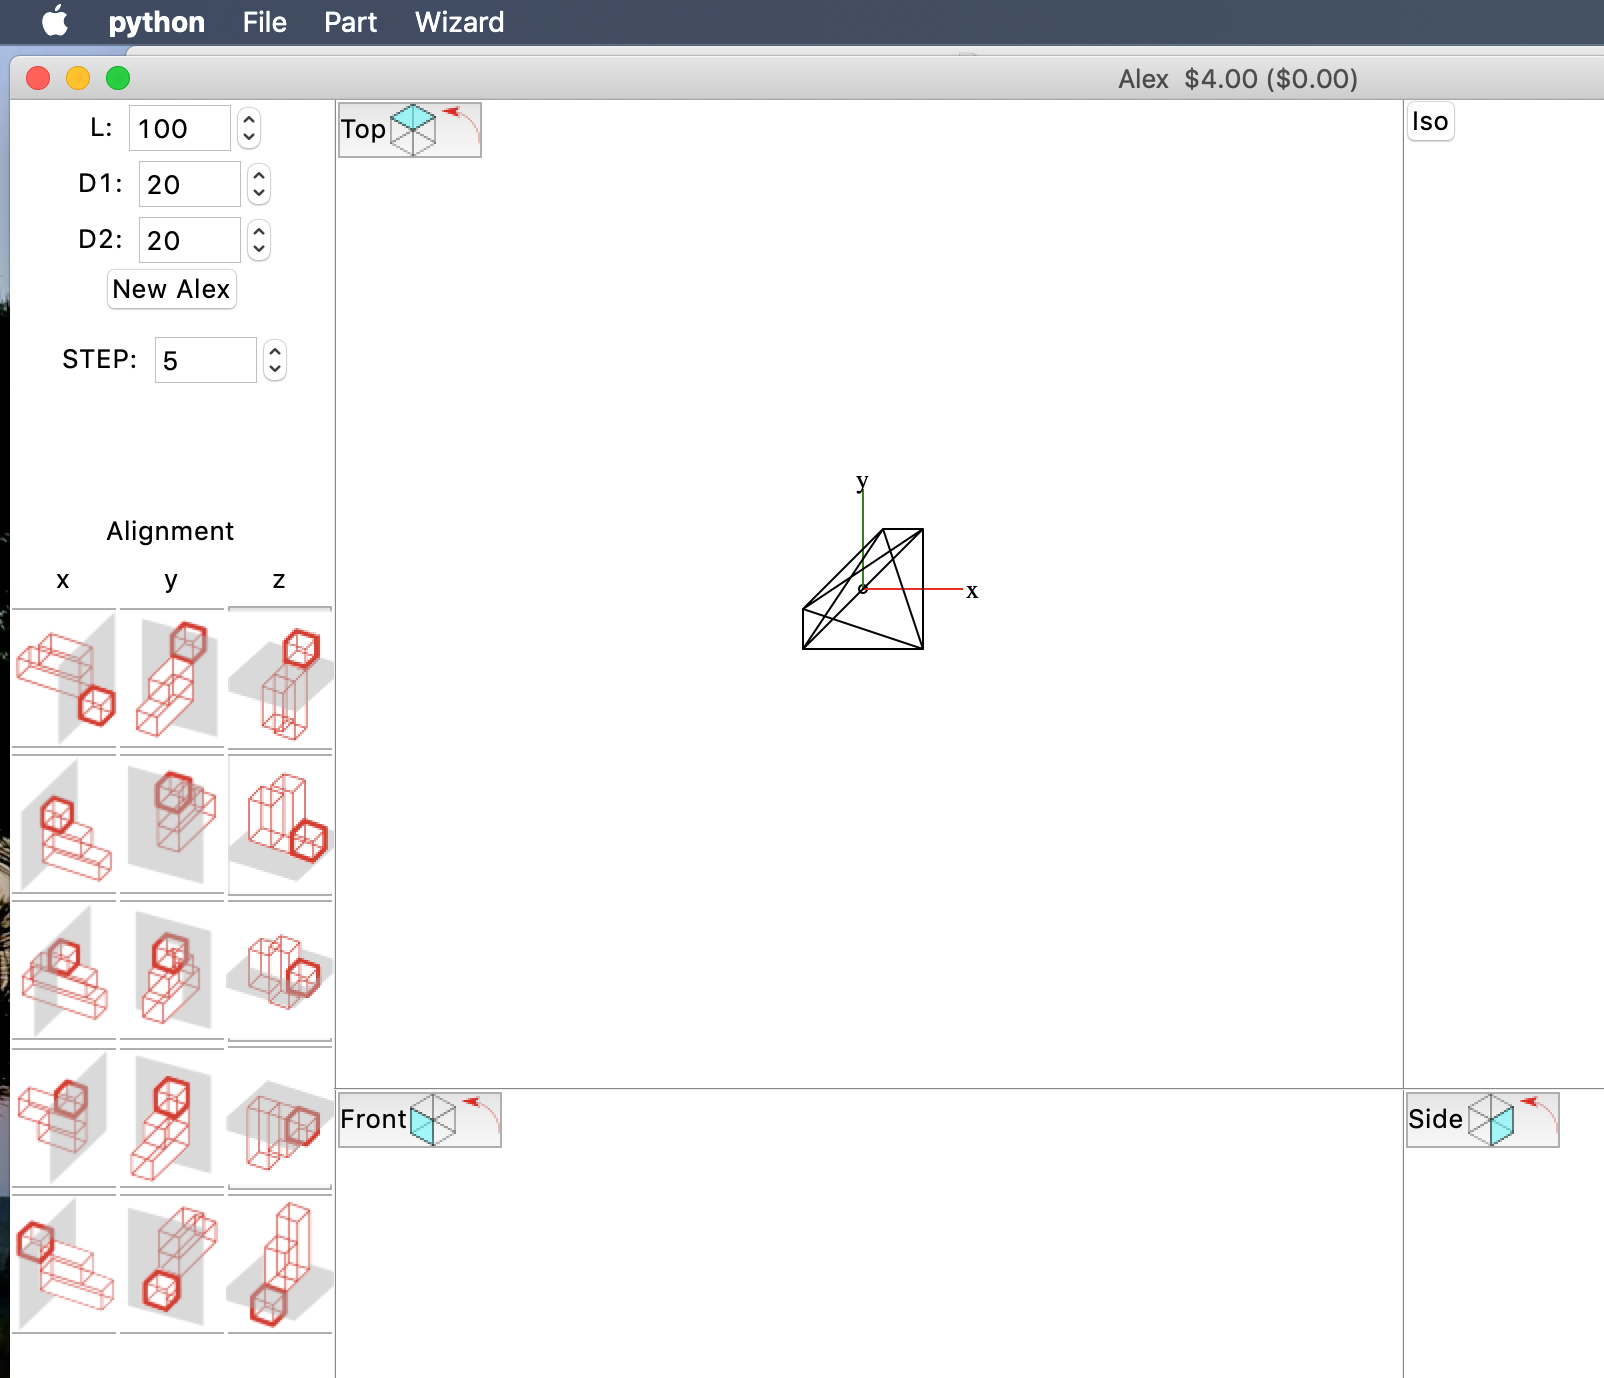 python File Part Wizard
Alex $4.00 ($0.00)
L: 100
D1: 20
D2: 20
New Alex
STEP: 5
Alignment
x y z
Top
y
x
Iso
Front
Side